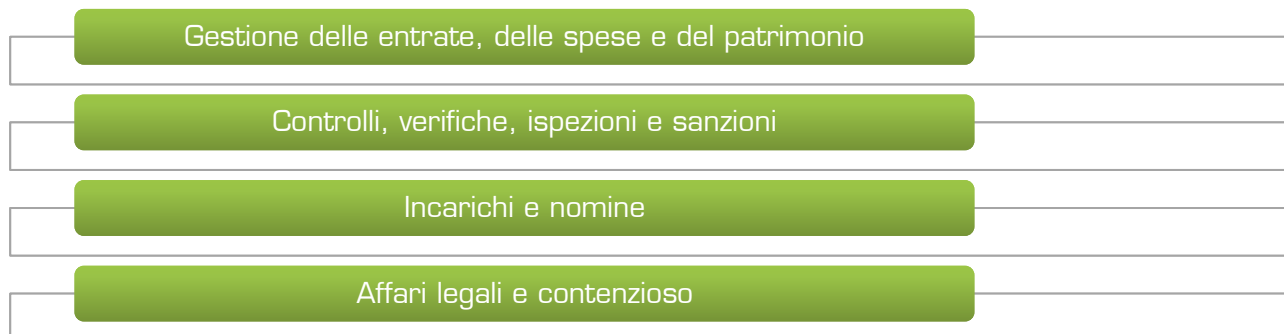 Gestione delle entrate, delle spese e del patrimonio
Controlli, verifiche, ispezioni e sanzioni
Incarichi e nomine
Affari legali e contenzioso